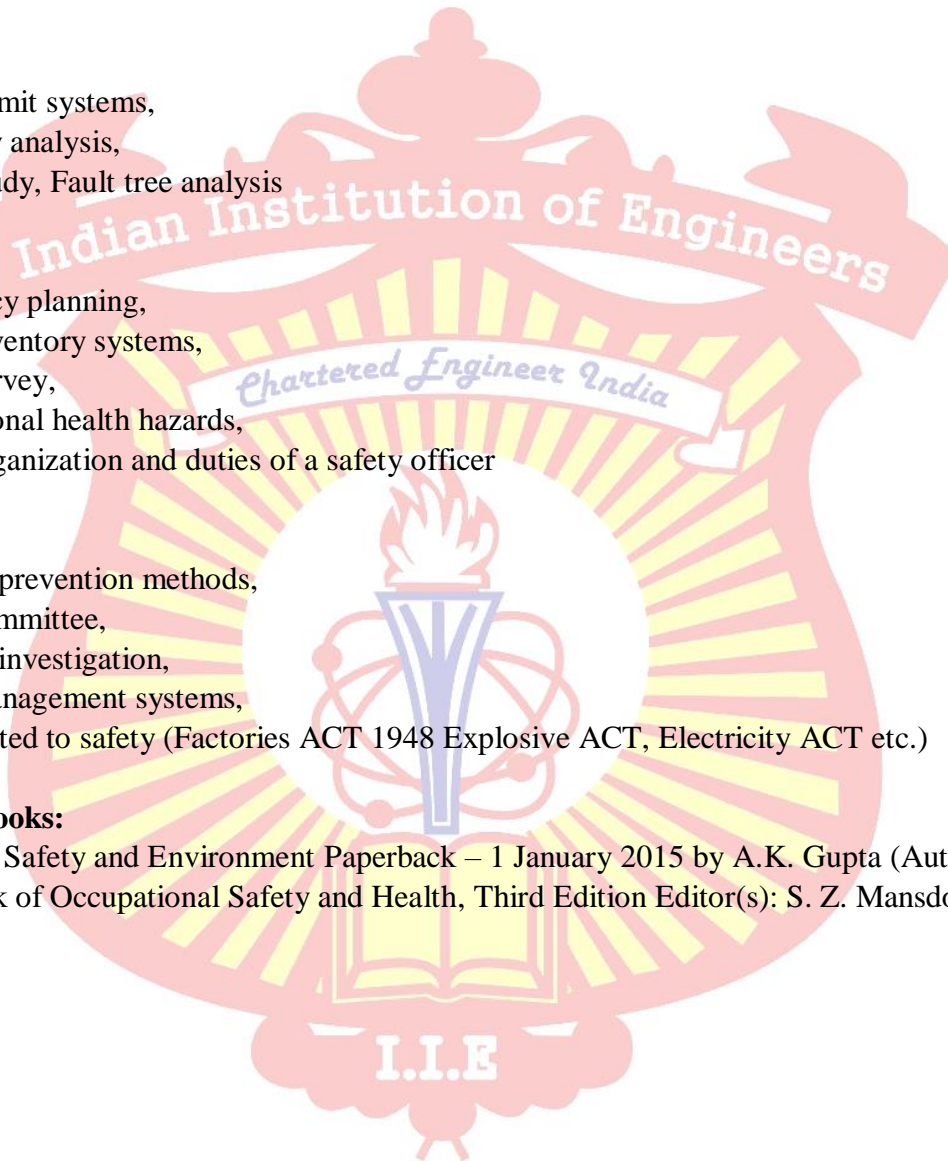 mit systems,
analysis,
dy, Fault tree analysis
Indian Institution of Engineers
cy planning,
ventory systems,
rvey,
Chartered Engineer India
onal health hazards,
ganization and duties of a safety officer
prevention methods,
mmittee,
investigation,
nagement systems,
ted to safety (Factories ACT 1948 Explosive ACT, Electricity ACT etc.)
ooks:
Safety and Environment Paperback – 1 January 2015 by A.K. Gupta (Aut
k of Occupational Safety and Health, Third Edition Editor(s): S. Z. Mansdo
I.I.E